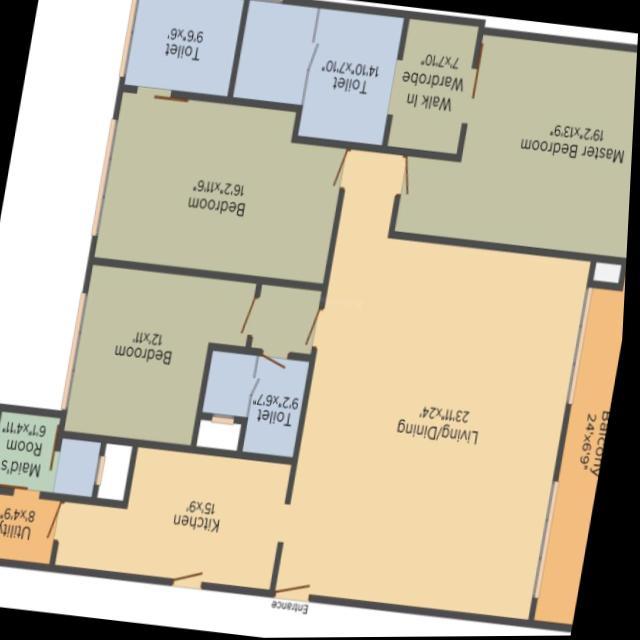 Entrance
Kitchen
15'x9'
Utility
8'x4'9"
Maid's
Room
6'1"x4'11"
Living/Dining
23'11"x24'
Balcony
24'x6'9"
Toilet
9'2"x6'7"
Bedroom
12'x11'
Bedroom
16'2"x11'6"
Master Bedroom
19'2"x13'9"
Walk In
Wardrobe
7'x7'10"
Toilet
14'10"x7'10"
Toilet
9'6"x6'